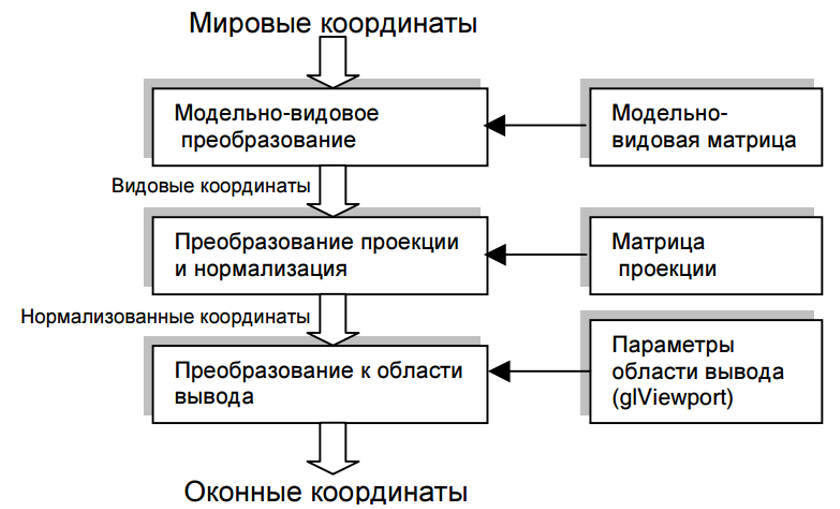 Мировые координаты
Модельно-видовое
преобразование
Модельно-
видовая матрица
Видовые координаты
Преобразование проекции
и нормализация
Матрица
проекции
Нормализованные координаты
Преобразование к области
вывода
Параметры
области вывода
(glViewport)
Оконные координаты